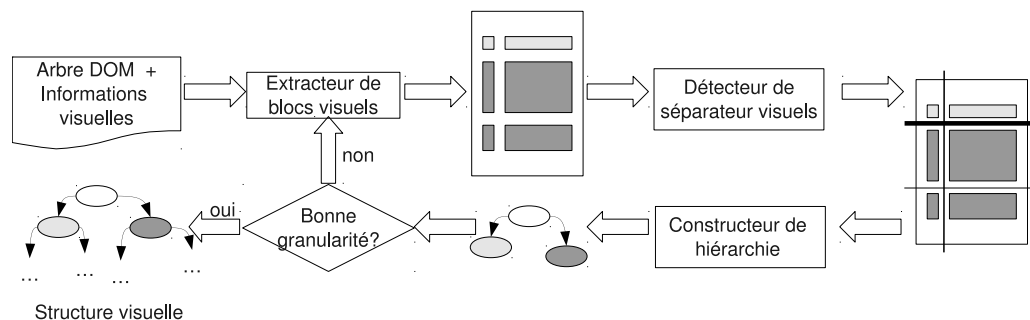 Arbre DOM +
Informations
visuelles
Extracteur de
blocs visuels
Détecteur de
séparateur visuels
non
oui
Bonne
granularité?
Constructeur de
hiérarchie
...
...
...
...
Structure visuelle